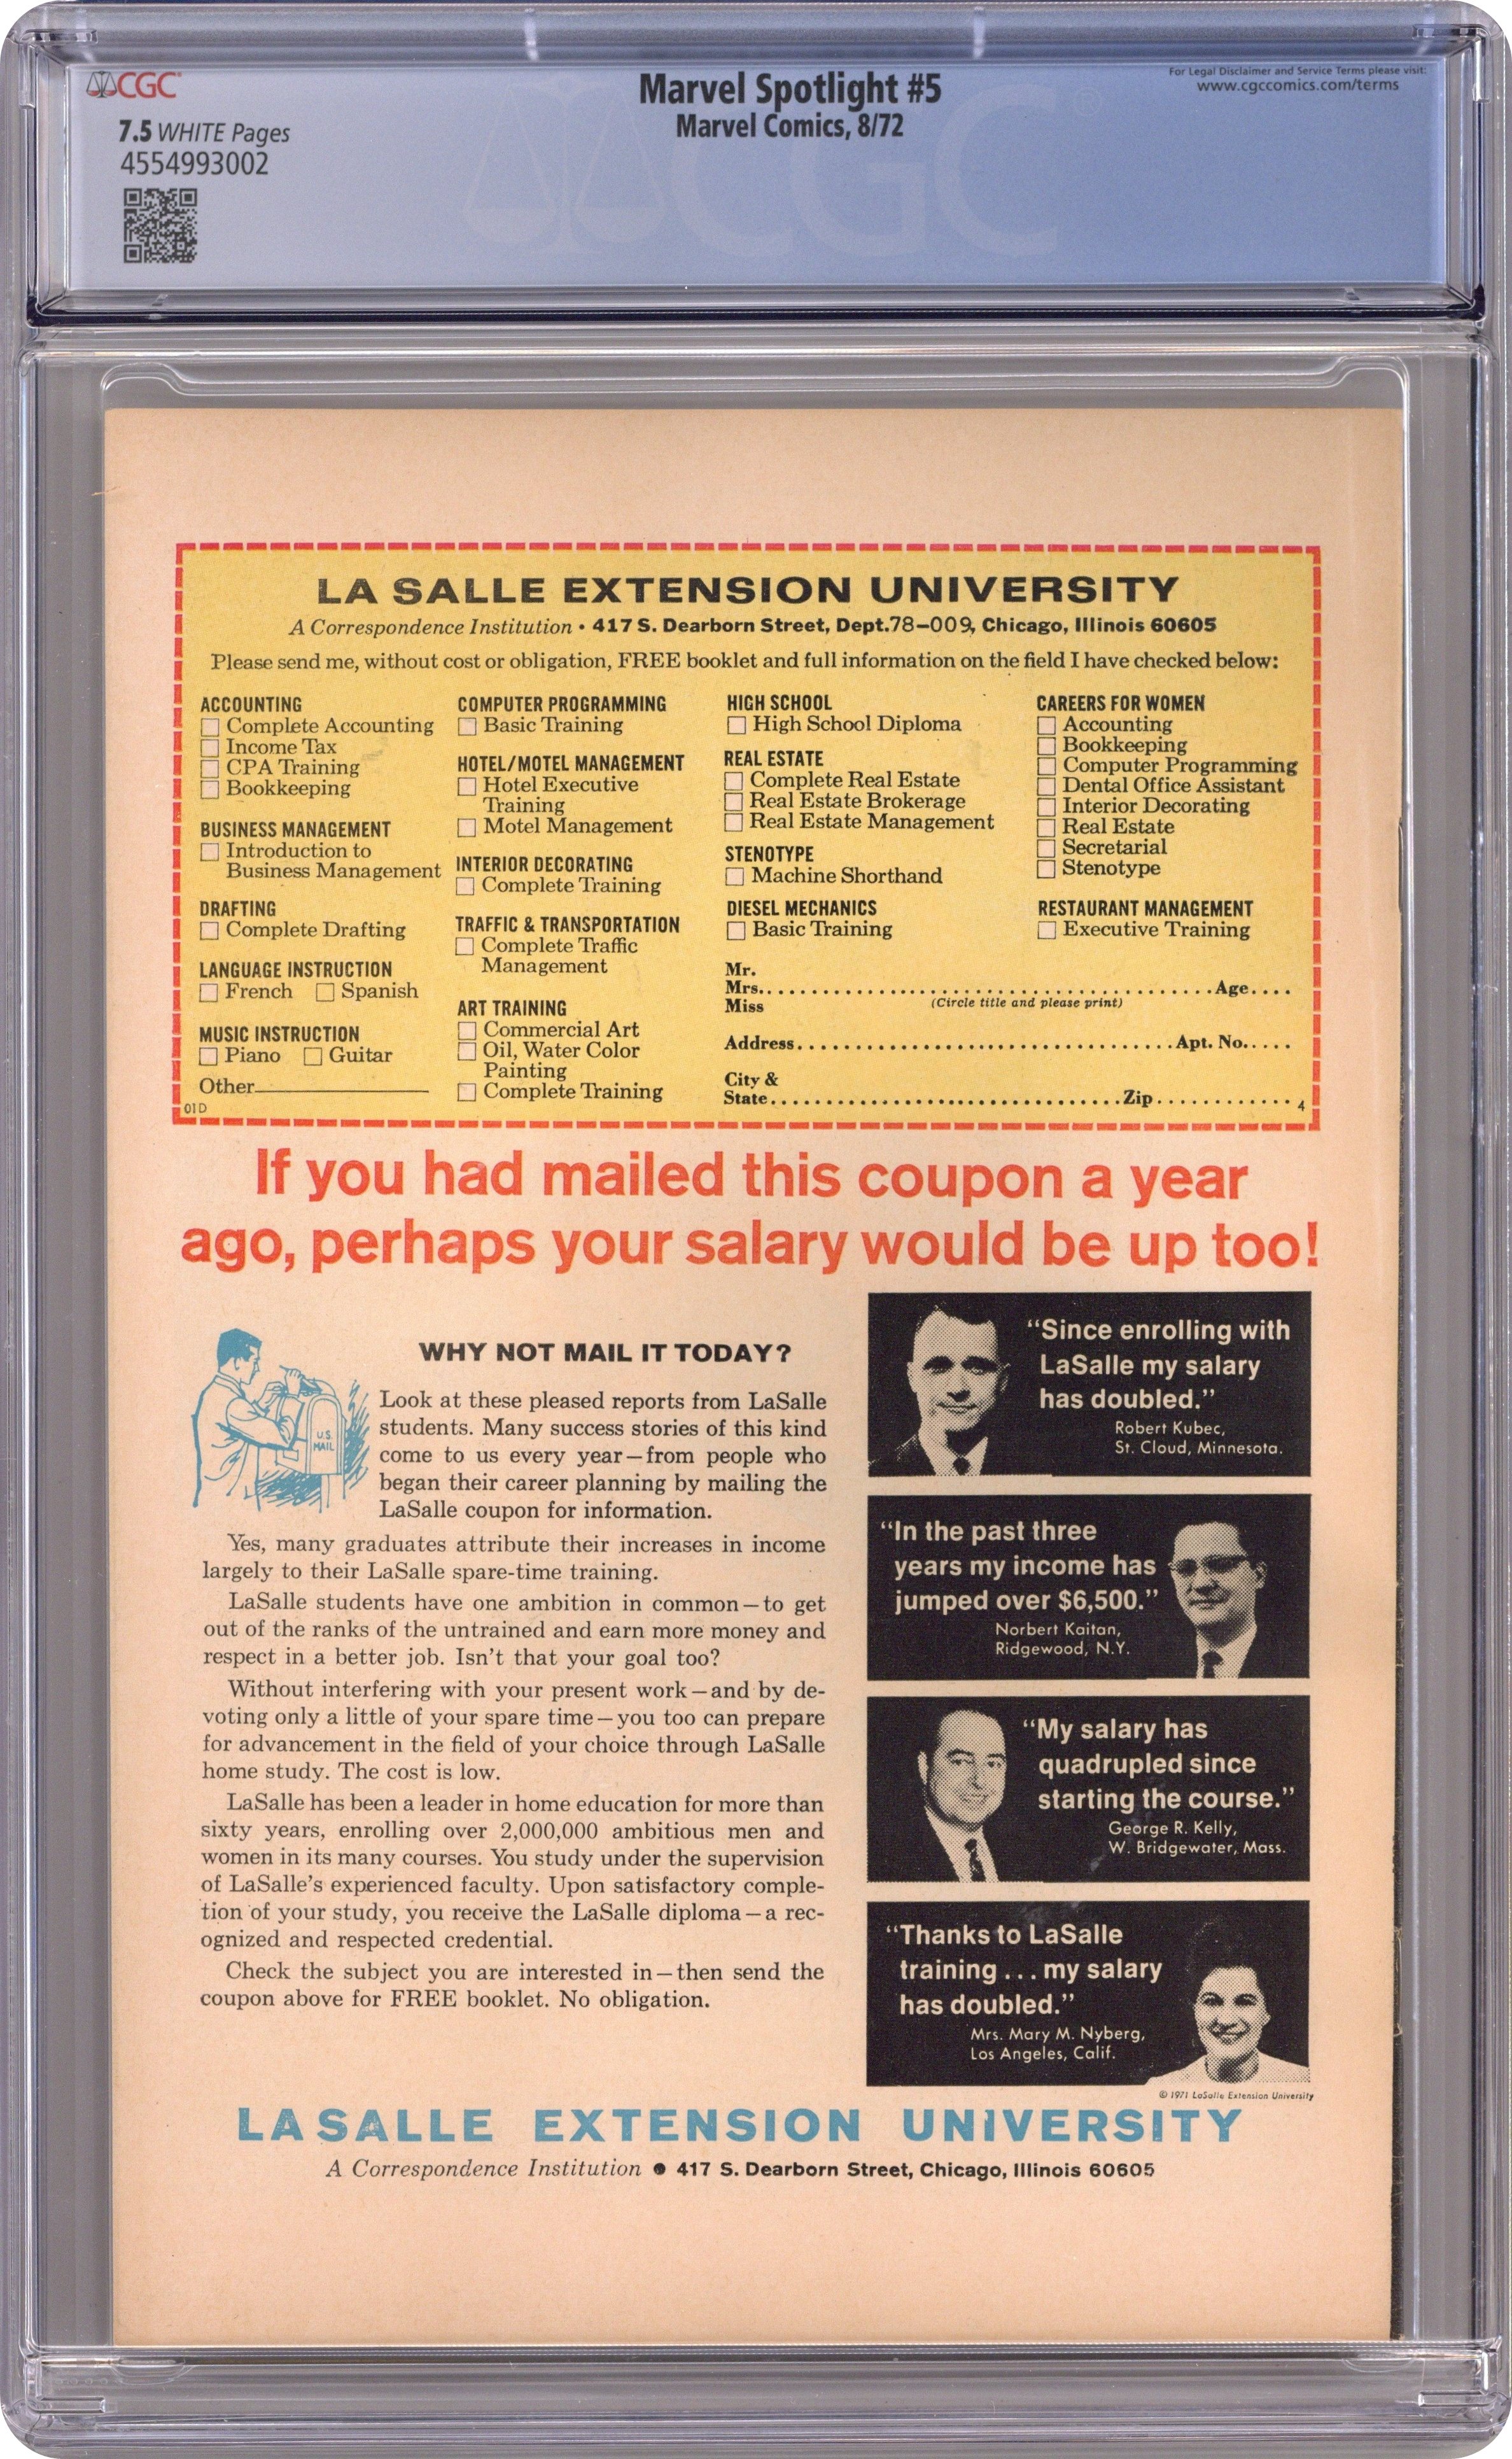 CGC
7.5 WHITE Pages
4554993002
Marvel Spotlight #5
Marvel Comics, 8/72
For Legal Disclaimer and Service Terms please visit:
www.cgccomics.com/terms
CGC
LA SALLE EXTENSION UNIVERSITY
A Correspondence Institution • 417 S. Dearborn Street, Dept.78-009, Chicago, Illinois 60605
Please send me, without cost or obligation, FREE booklet and full information on the field I have checked below:
ACCOUNTING
Complete Accounting
Income Tax
CPA Training
Bookkeeping
BUSINESS MANAGEMENT
Introduction to
Business Management
DRAFTING
Complete Drafting
LANGUAGE INSTRUCTION
French Spanish
MUSIC INSTRUCTION
Piano Guitar
Other
01D
COMPUTER PROGRAMMING
Basic Training
HOTEL/MOTEL MANAGEMENT
Hotel Executive
Training
Motel Management
INTERIOR DECORATING
Complete Training
TRAFFIC & TRANSPORTATION
Complete Traffic
Management
ART TRAINING
Commercial Art
Oil, Water Color
Painting
Complete Training
HIGH SCHOOL
High School Diploma
REAL ESTATE
Complete Real Estate
Real Estate Brokerage
Real Estate Management
STENOTYPE
Machine Shorthand
DIESEL MECHANICS
Basic Training
CAREERS FOR WOMEN
Accounting
Bookkeeping
Computer Programming
Dental Office Assistant
Interior Decorating
Real Estate
Secretarial
Stenotype
RESTAURANT MANAGEMENT
Executive Training
Mr.
Mrs. Age
Miss (Circle title and please print)
Address Apt. No.
City &
State Zip 4
If you had mailed this coupon a year
ago, perhaps your salary would be up too!
WHY NOT MAIL IT TODAY?
U.S.
MAIL
Look at these pleased reports from LaSalle
students. Many success stories of this kind
come to us every year—from people who
began their career planning by mailing the
LaSalle coupon for information.
Yes, many graduates attribute their increases in income
largely to their LaSalle spare-time training.
LaSalle students have one ambition in common—to get
out of the ranks of the untrained and earn more money and
respect in a better job. Isn't that your goal too?
Without interfering with your present work—and by de-
voting only a little of your spare time—you too can prepare
for advancement in the field of your choice through LaSalle
home study. The cost is low.
LaSalle has been a leader in home education for more than
sixty years, enrolling over 2,000,000 ambitious men and
women in its many courses. You study under the supervision
of LaSalle's experienced faculty. Upon satisfactory comple-
tion of your study, you receive the LaSalle diploma—a rec-
ognized and respected credential.
Check the subject you are interested in—then send the
coupon above for FREE booklet. No obligation.
"Since enrolling with
LaSalle my salary
has doubled."
Robert Kubec,
St. Cloud, Minnesota.
"In the past three
years my income has
jumped over $6,500."
Norbert Kaitan,
Ridgewood, N.Y.
"My salary has
quadrupled since
starting the course."
George R. Kelly,
W. Bridgewater, Mass.
"Thanks to LaSalle
training ... my salary
has doubled."
Mrs. Mary M. Nyberg,
Los Angeles, Calif.
© 1971 LaSalle Extension University
LASALLE EXTENSION UNIVERSITY
A Correspondence Institution • 417 S. Dearborn Street, Chicago, Illinois 60605